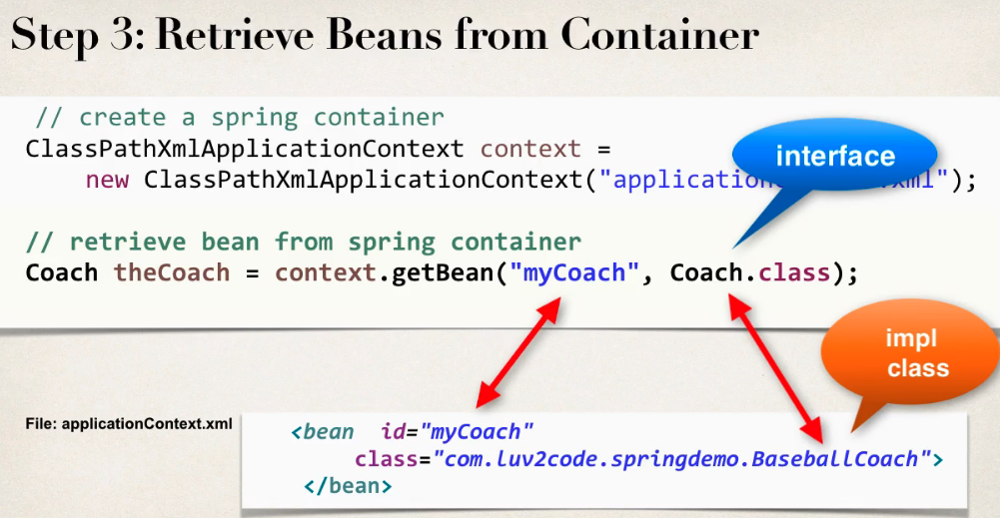 Step 3: Retrieve Beans from Container
// create a spring container
ClassPathXmlApplicationContext context =
new ClassPathXmlApplicationContext("application .xml");
interface
// retrieve bean from spring container
Coach theCoach = context.getBean("myCoach", Coach.class);
impl
class
File: applicationContext.xml
<bean id="myCoach"
class="com.luv2code.springdemo.BaseballCoach">
</bean>